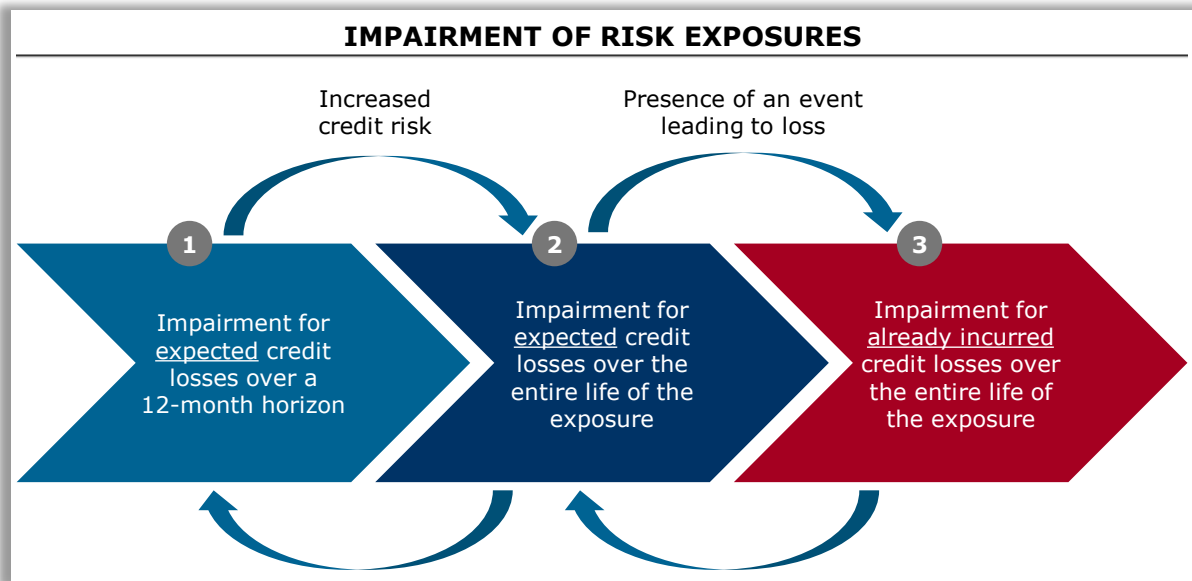 IMPAIRMENT OF RISK EXPOSURES
Increased
credit risk
Presence of an event
leading to loss
1
2
3
Impairment for
expected credit
losses over a
12-month horizon
Impairment for
expected credit
losses over the
entire life of the
exposure
Impairment for
already incurred
credit losses over
the entire life of
the exposure